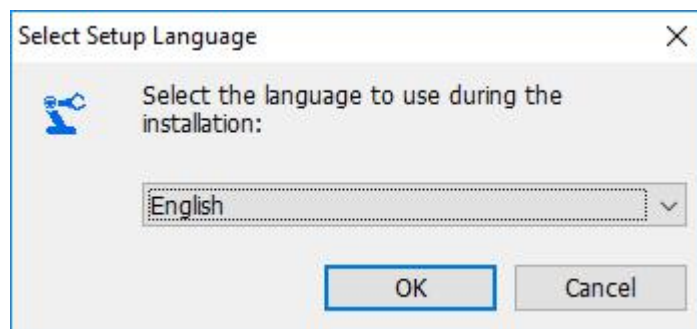 Select Setup Language
Select the language to use during the
installation:
English
OK
Cancel